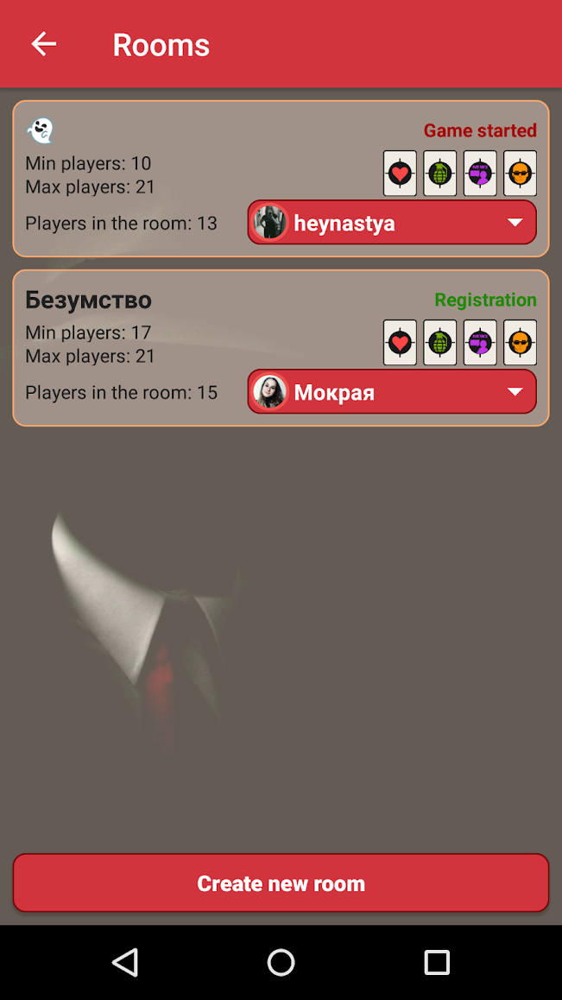 Rooms
👻
Game started
Min players: 10
Max players: 21
Players in the room: 13
heynastya
Безумство
Registration
Min players: 17
Max players: 21
Players in the room: 15
Мокрая
Create new room